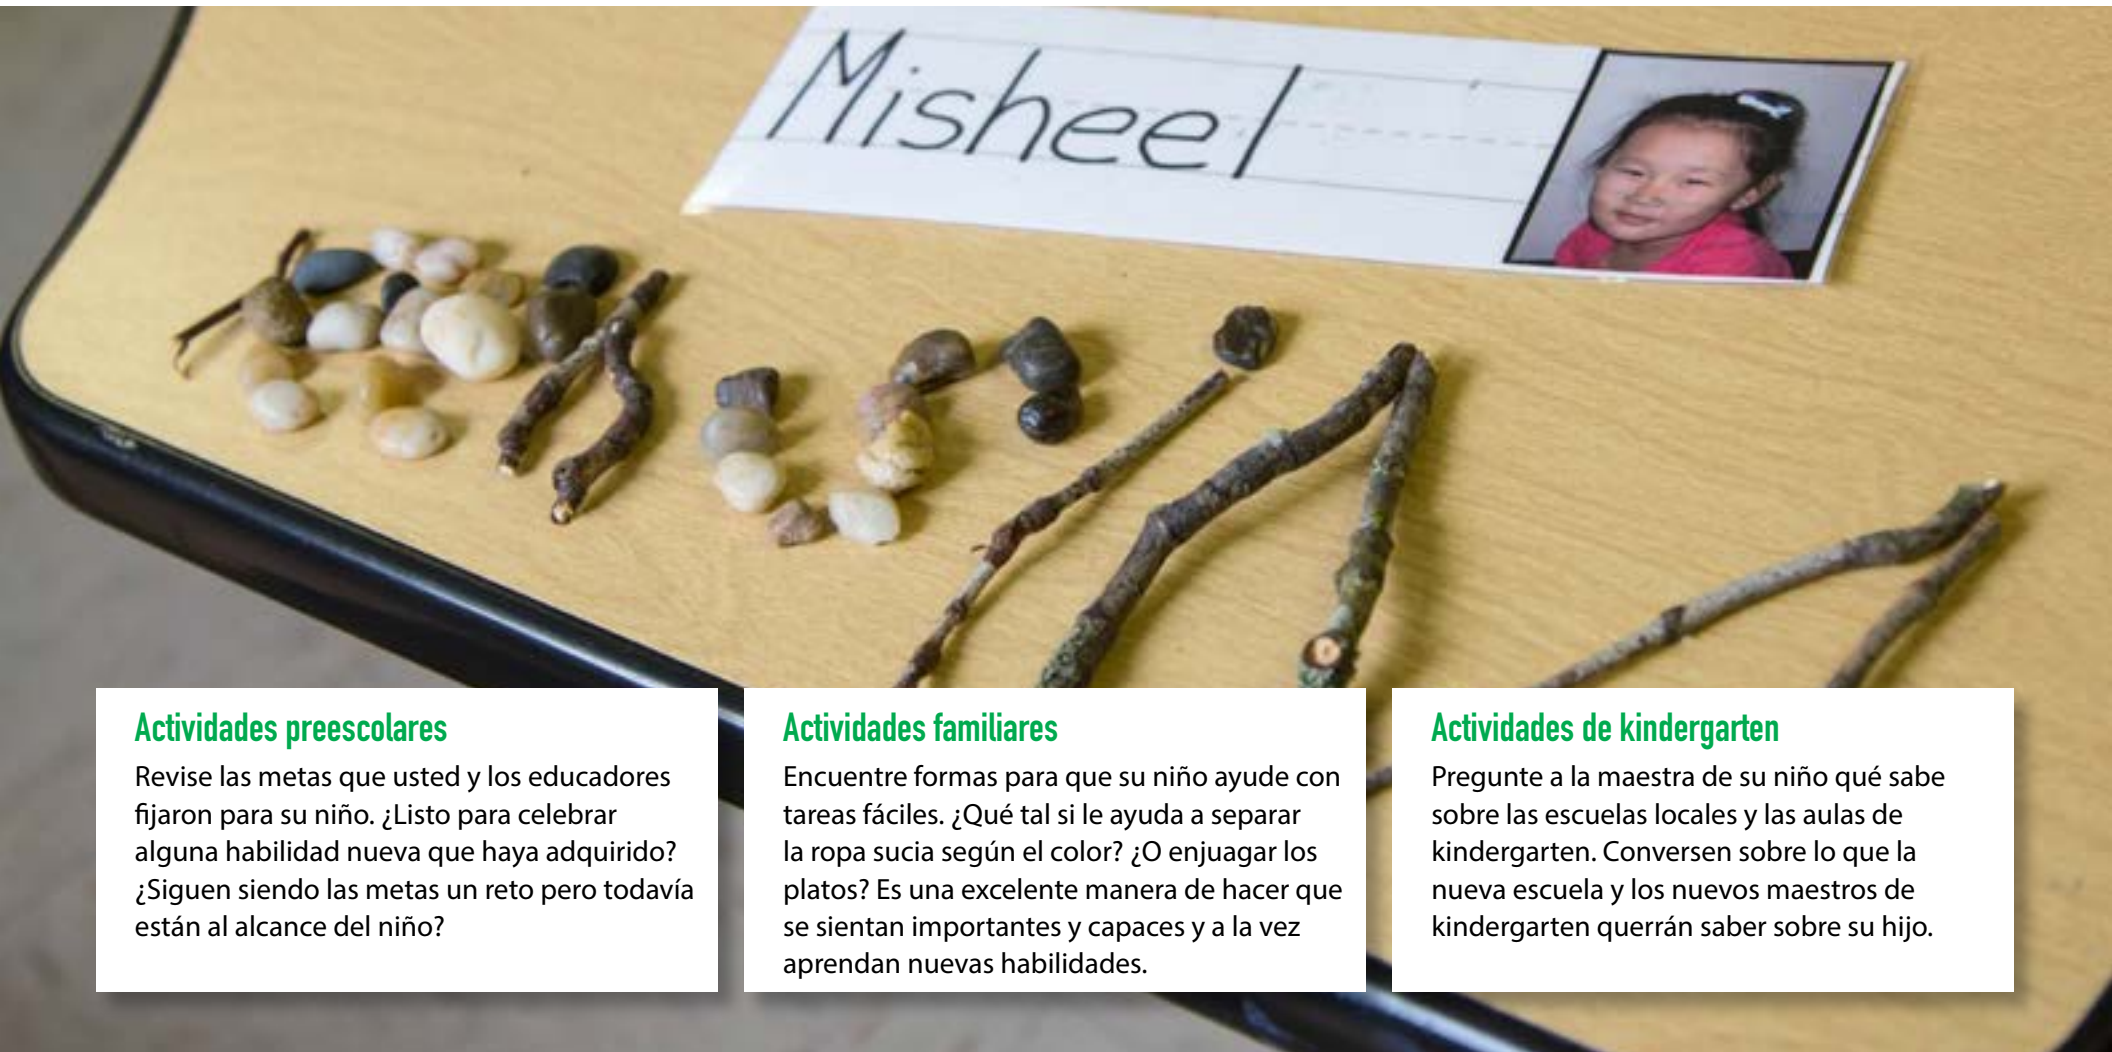 Misheel
Actividades preescolares
Revise las metas que usted y los educadores
fijaron para su niño. ¿Listo para celebrar
alguna habilidad nueva que haya adquirido?
¿Siguen siendo las metas un reto pero todavía
están al alcance del niño?
Actividades familiares
Encuentre formas para que su niño ayude con
tareas fáciles. ¿Qué tal si le ayuda a separar
la ropa sucia según el color? ¿O enjuagar los
platos? Es una excelente manera de hacer que
se sientan importantes y capaces y a la vez
aprendan nuevas habilidades.
Actividades de kindergarten
Pregunte a la maestra de su niño qué sabe
sobre las escuelas locales y las aulas de
kindergarten. Conversen sobre lo que la
nueva escuela y los nuevos maestros de
kindergarten querrán saber sobre su hijo.